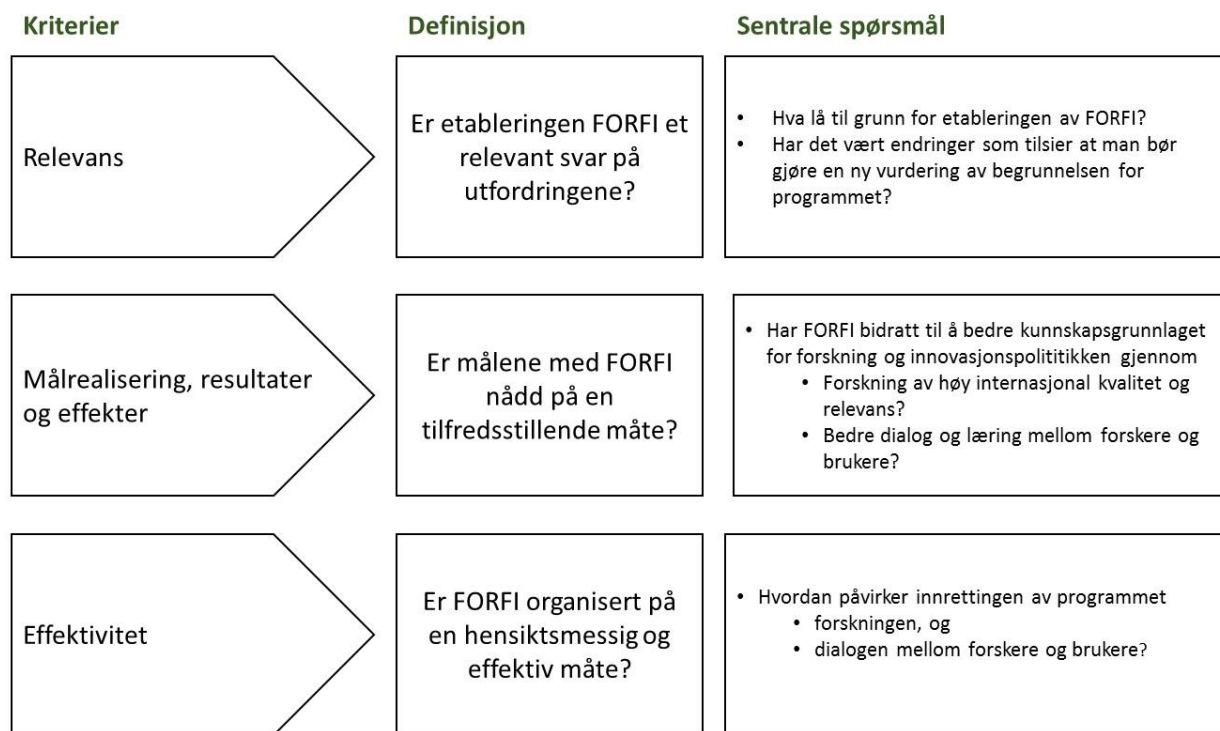 Kriterier
Definisjon
Sentrale spørsmål
Relevans
Er etableringen FORFI et
relevant svar på
utfordringene?
• Hva lå til grunn for etableringen av FORFI?
• Har det vært endringer som tilsier at man bør
gjøre en ny vurdering av begrunnelsen for
programmet?
Målrealisering, resultater
og effekter
Er målene med FORFI
nådd på en
tilfredsstillende måte?
• Har FORFI bidratt til å bedre kunnskapsgrunnlaget
for forskning og innovasjonspolititikken gjennom
• Forskning av høy internasjonal kvalitet og
relevans?
• Bedre dialog og læring mellom forskere og
brukere?
Effektivitet
Er FORFI organisert på
en hensiktsmessig og
effektiv måte?
• Hvordan påvirker innrettingen av programmet
• forskningen, og
• dialogen mellom forskere og brukere?